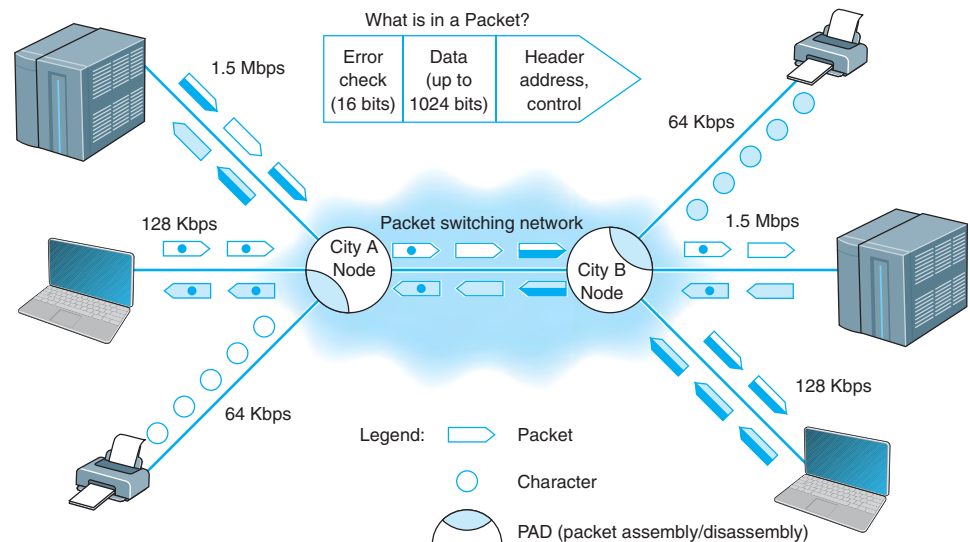 What is in a Packet?
Error
check
(16 bits)
Data
(up to
1024 bits)
Header
address,
control
1.5 Mbps
64 Kbps
128 Kbps
Packet switching network
1.5 Mbps
City A
Node
City B
Node
64 Kbps
128 Kbps
Legend:
Packet
Character
PAD (packet assembly/disassembly)